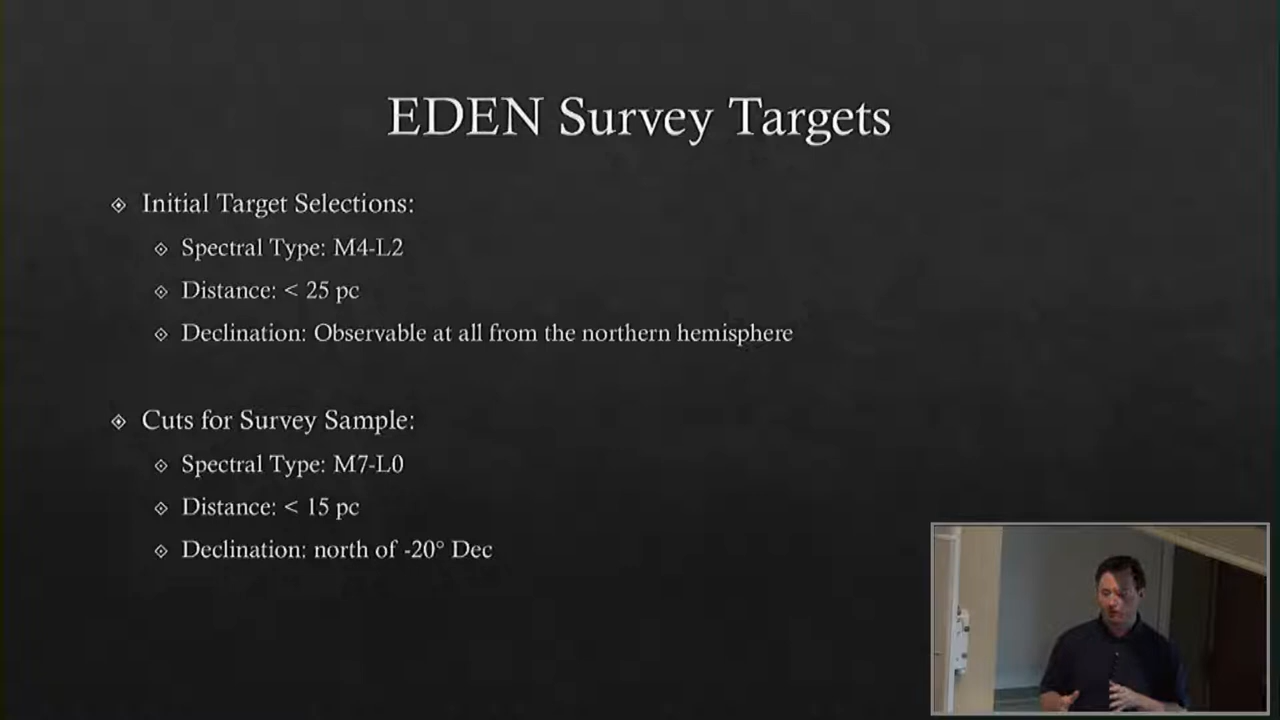 EDEN Survey Targets
Initial Target Selections:
Spectral Type: M4-L2
Distance: < 25 pc
Declination: Observable at all from the northern hemisphere
Cuts for Survey Sample:
Spectral Type: M7-L0
Distance: < 15 pc
Declination: north of -20° Dec